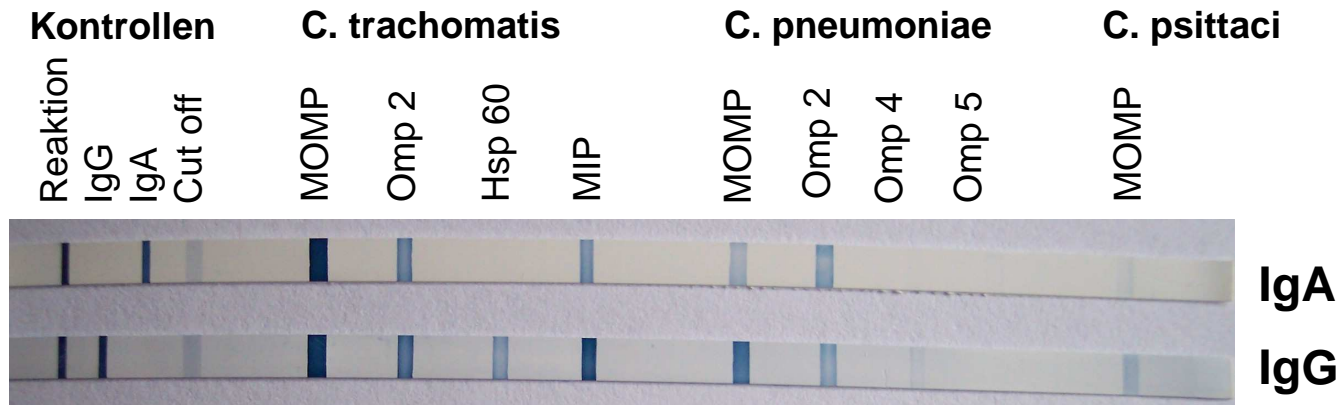 Kontrollen C. trachomatis C. pneumoniae C. psittaci
Reaktion IgG IgA Cut off MOMP Omp 2 Hsp 60 MIP MOMP Omp 2 Omp 4 Omp 5 MOMP
IgA
IgG